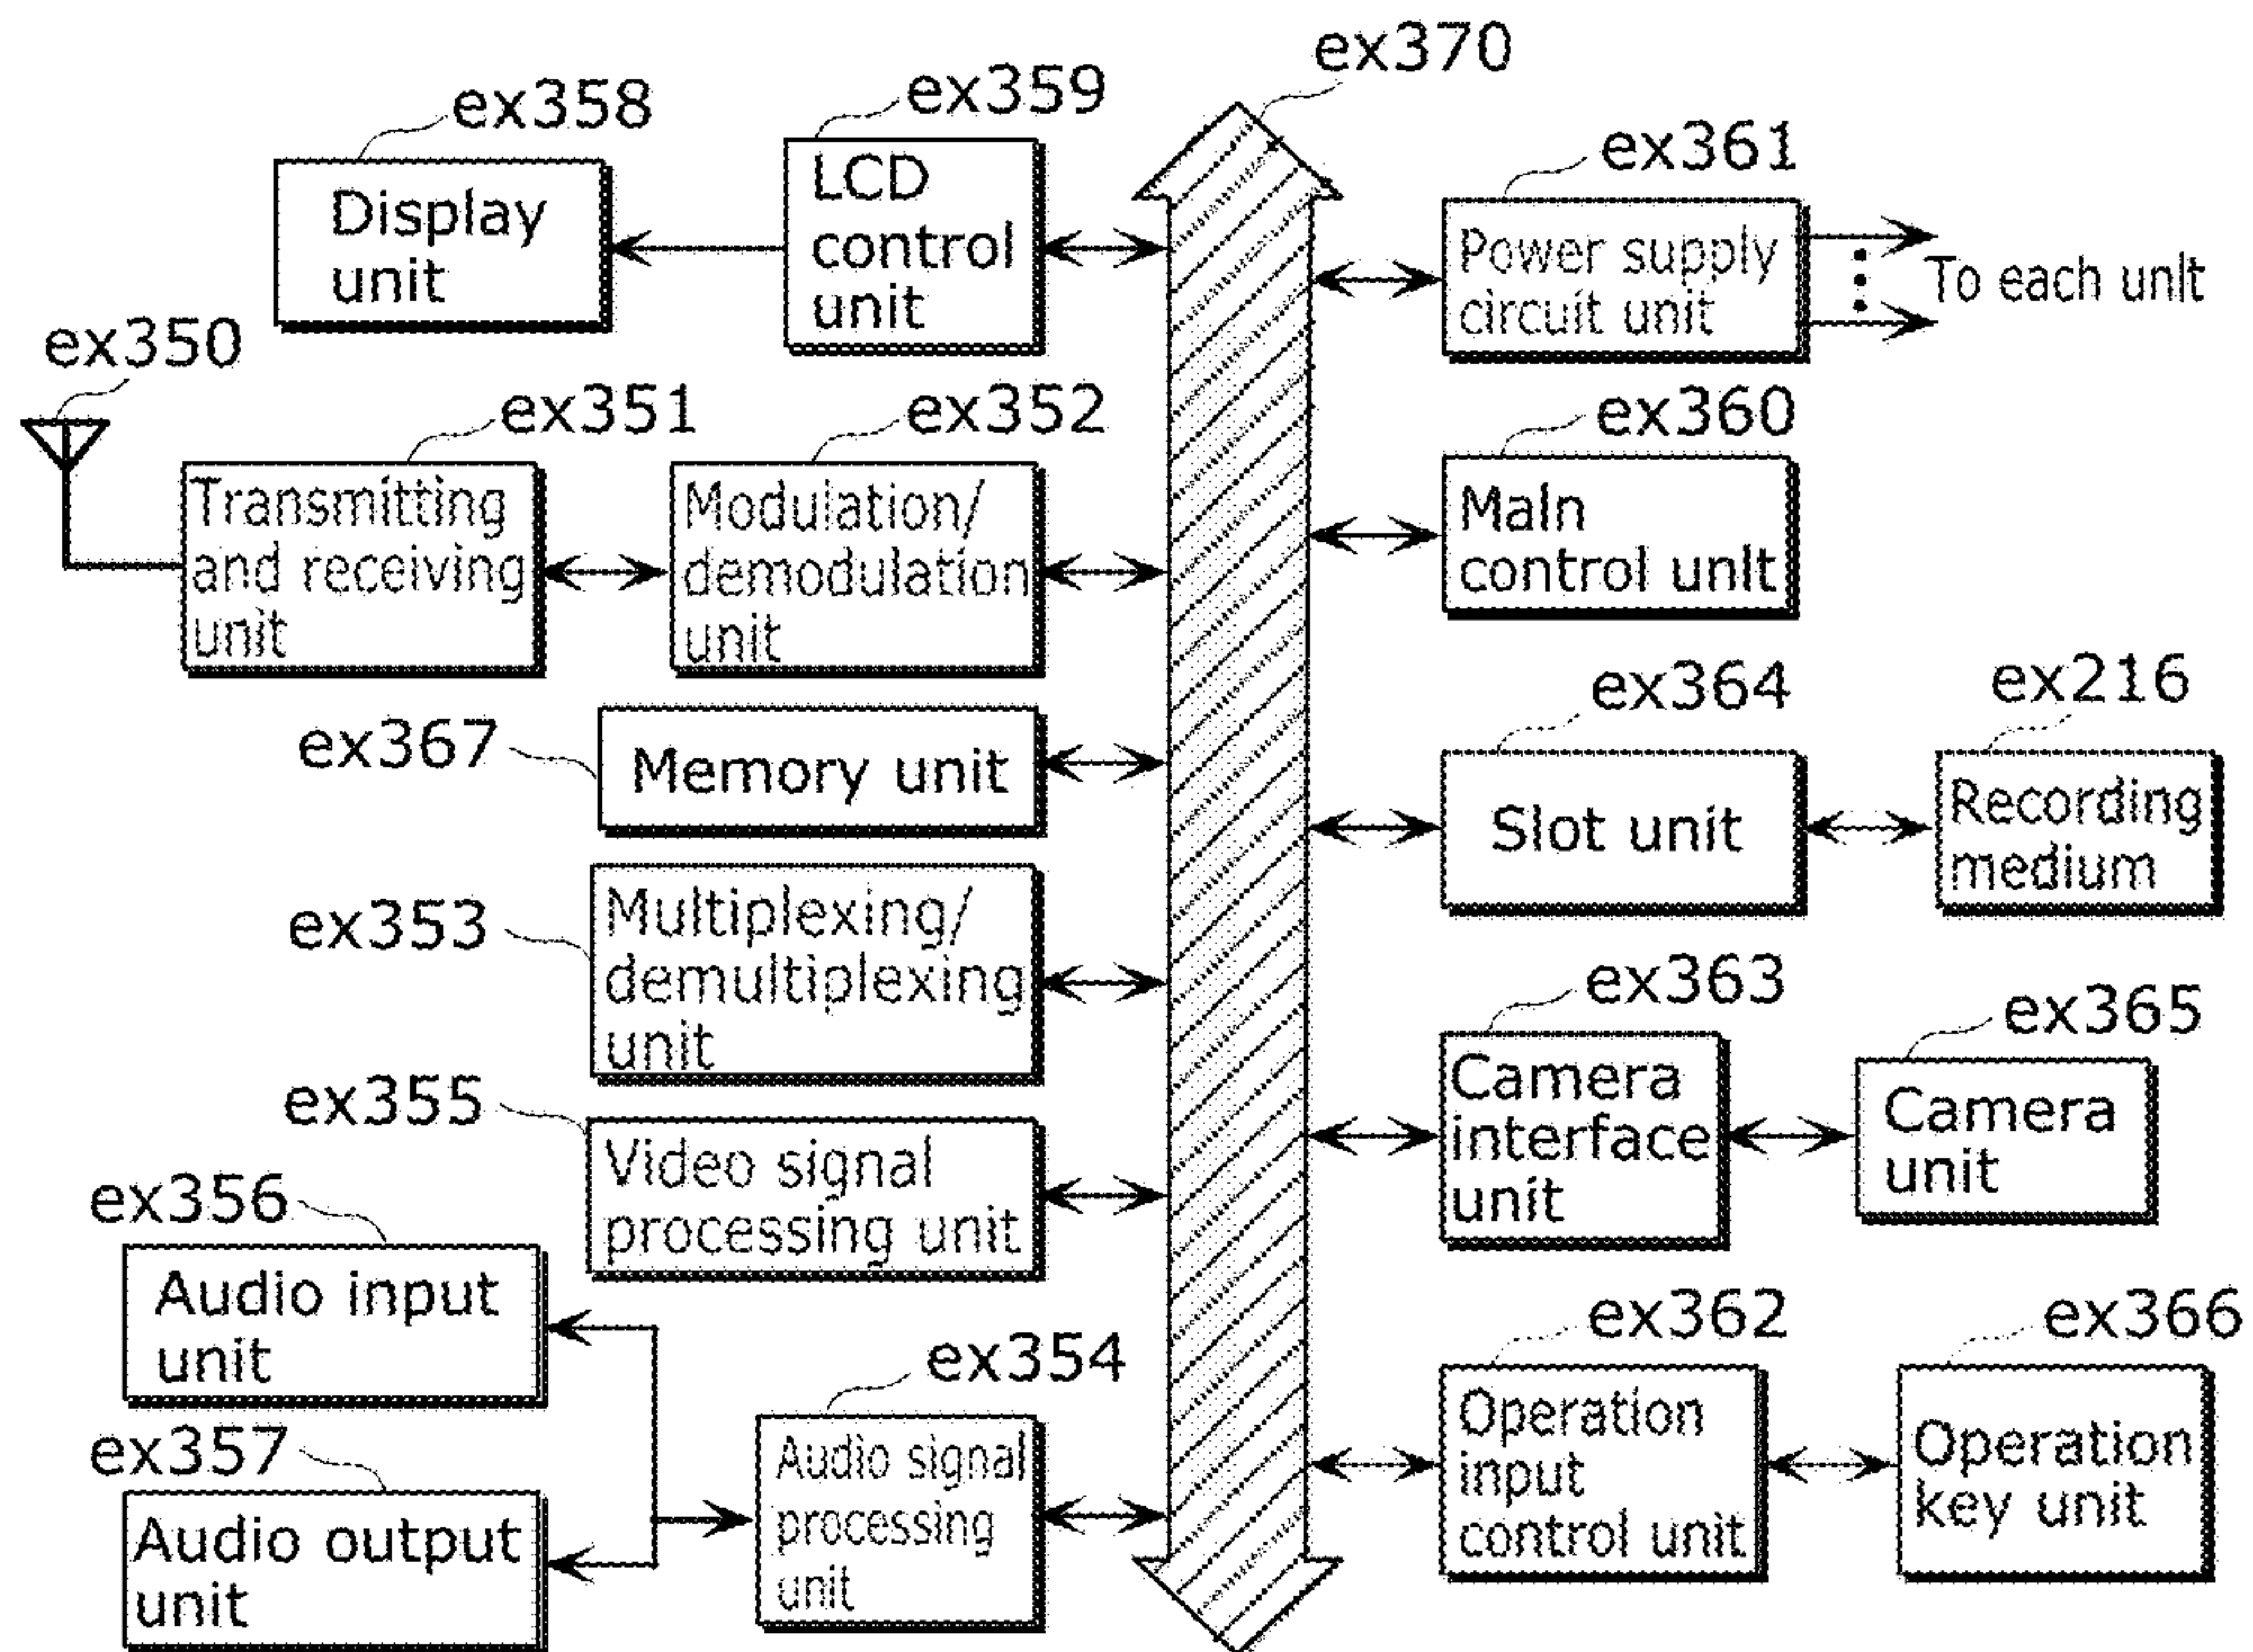 ex370
ex358
ex359
Display
unit
LCD
control
unit
ex361
Power supply
circuit unit
To each unit
ex350
ex351
ex352
Transmitting
and receiving
unit
Modulation/
demodulation
unit
ex360
Main
control unit
ex367
Memory unit
ex364
ex216
Slot unit
Recording
medium
ex353
Multiplexing/
demultiplexing
unit
ex363
ex365
Camera
interface
unit
Camera
unit
ex355
Video signal
processing unit
ex356
Audio input
unit
ex354
ex357
Audio output
unit
Audio signal
processing
unit
ex362
ex366
Operation
input
control unit
Operation
key unit